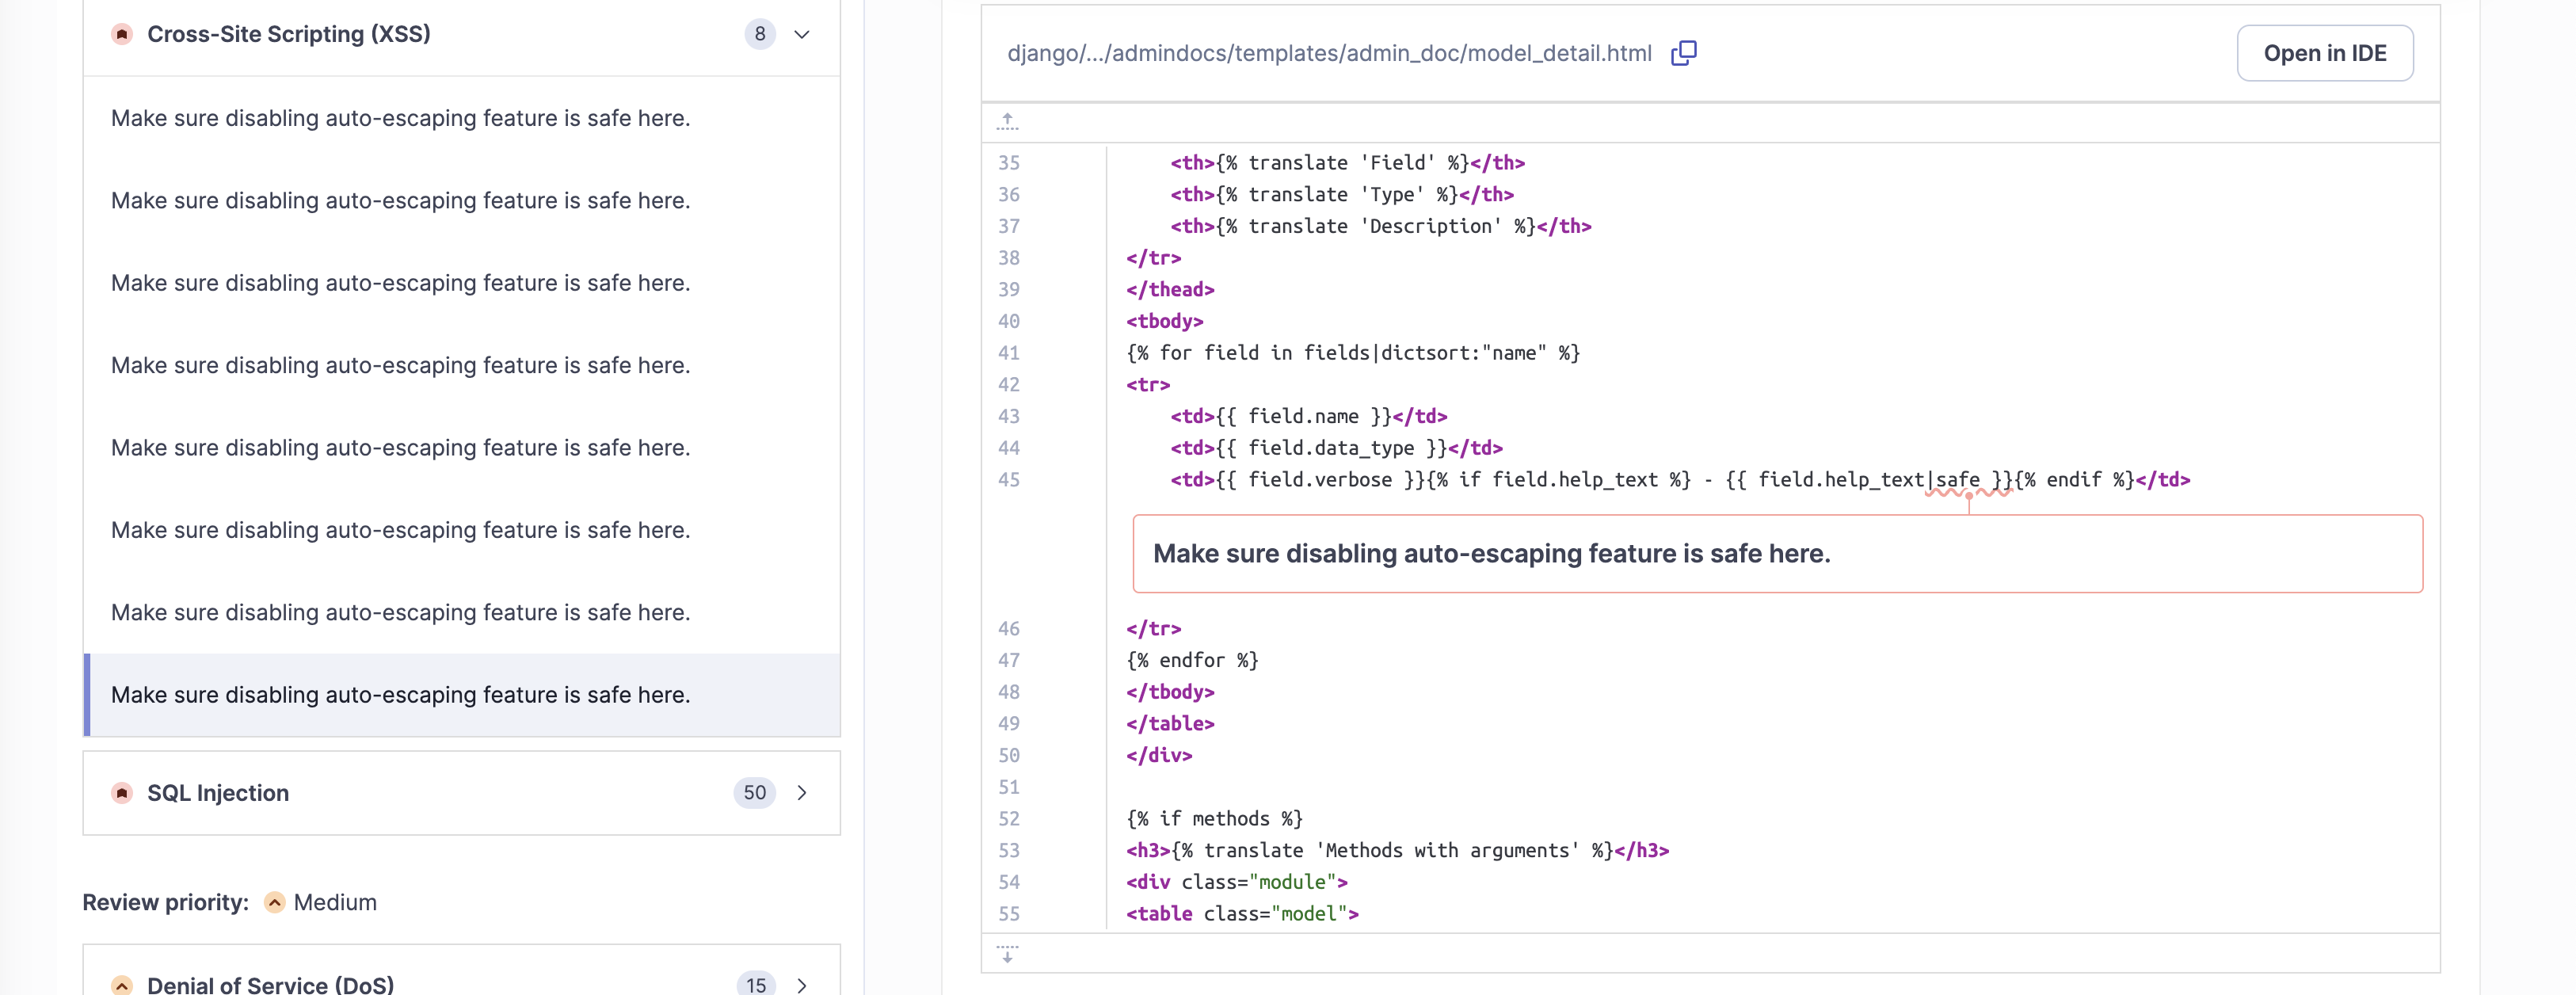 Cross-Site Scripting (XSS) 8
Make sure disabling auto-escaping feature is safe here.
Make sure disabling auto-escaping feature is safe here.
Make sure disabling auto-escaping feature is safe here.
Make sure disabling auto-escaping feature is safe here.
Make sure disabling auto-escaping feature is safe here.
Make sure disabling auto-escaping feature is safe here.
Make sure disabling auto-escaping feature is safe here.
Make sure disabling auto-escaping feature is safe here.
SQL Injection 50
Review priority: Medium
Denial of Service (DoS) 15
django/.../admindocs/templates/admin_doc/model_detail.html Open in IDE
35 <th>{% translate 'Field' %}</th>
36 <th>{% translate 'Type' %}</th>
37 <th>{% translate 'Description' %}</th>
38 </tr>
39 </thead>
40 <tbody>
41 {% for field in fields|dictsort:"name" %}
42 <tr>
43 <td>{{ field.name }}</td>
44 <td>{{ field.data_type }}</td>
45 <td>{{ field.verbose }}{% if field.help_text %} - {{ field.help_text|safe }}{% endif %}</td>
Make sure disabling auto-escaping feature is safe here.
46 </tr>
47 {% endfor %}
48 </tbody>
49 </table>
50 </div>
51
52 {% if methods %}
53 <h3>{% translate 'Methods with arguments' %}</h3>
54 <div class="module">
55 <table class="model">